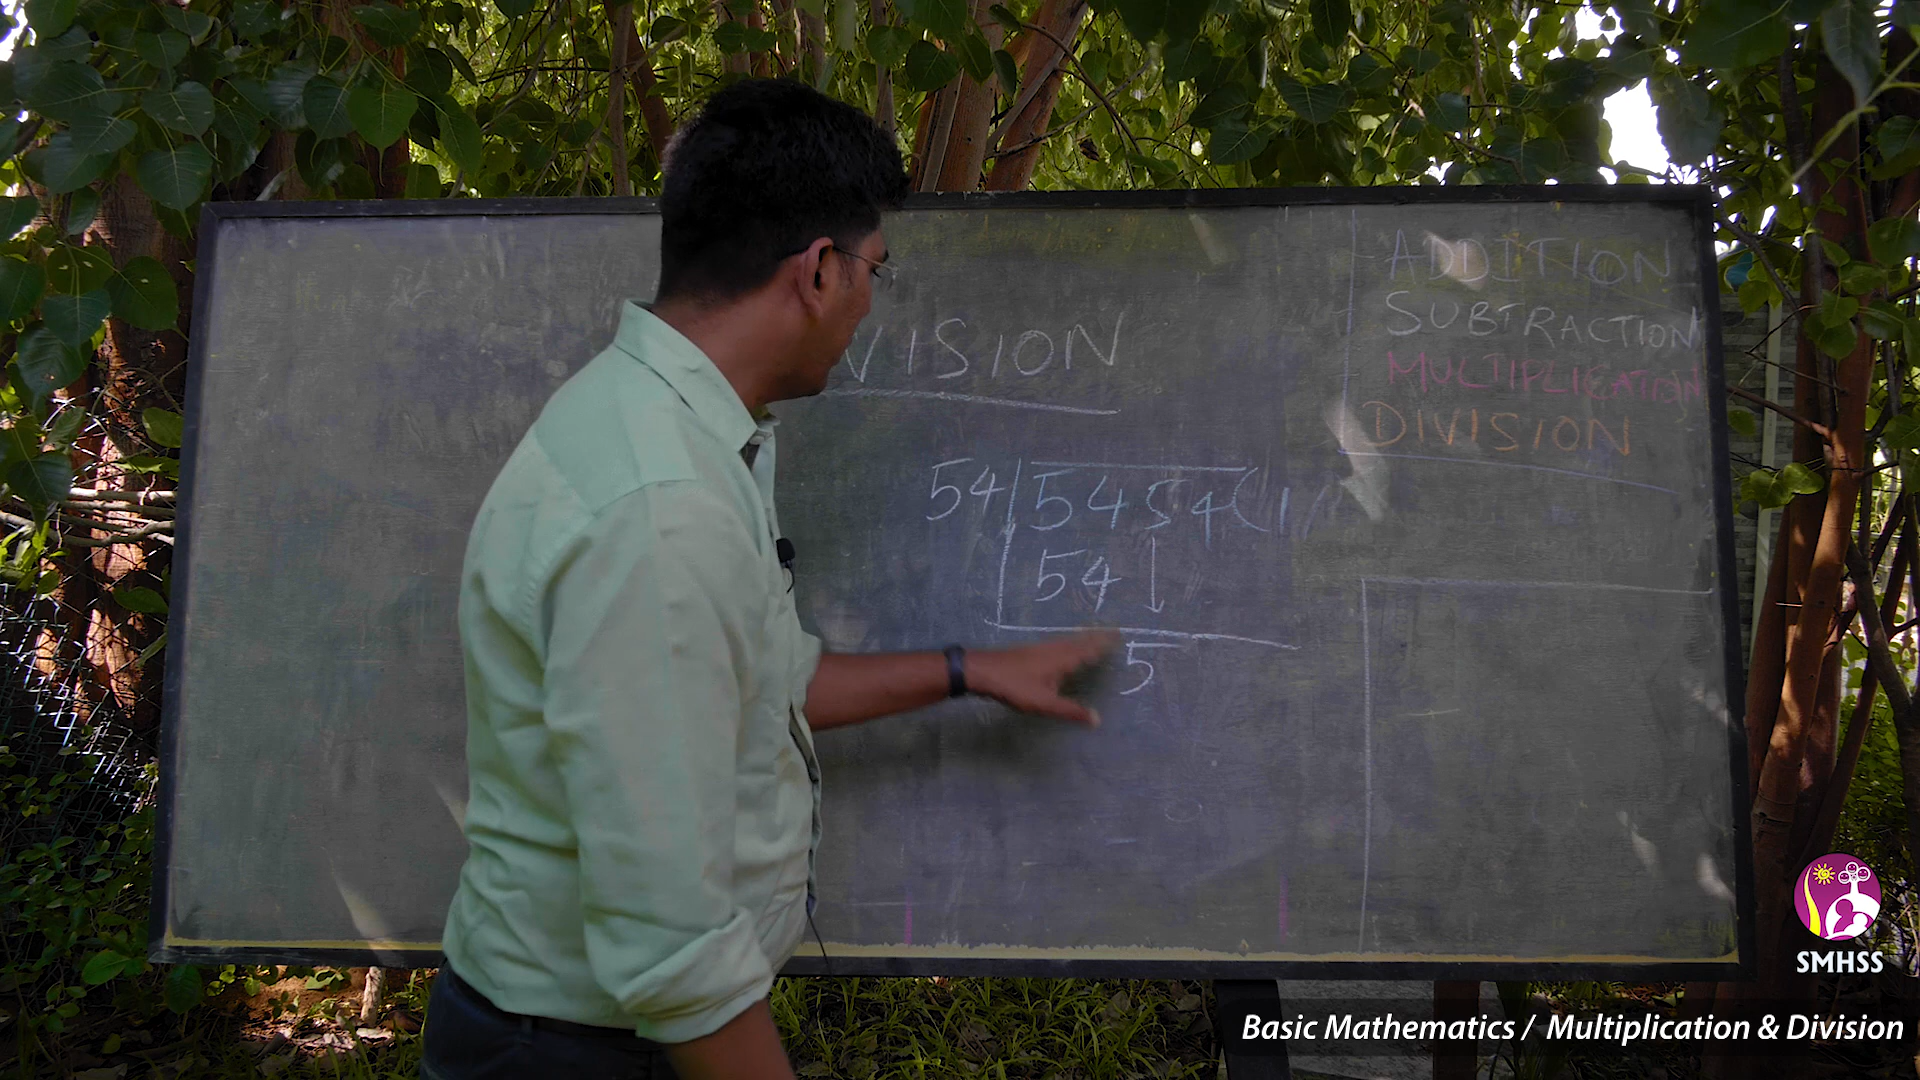 VISION
54 5454(1
54
5
ADDITION
SUBTRACTION
MULTIPLICATION
DIVISION
SMHSS
Basic Mathematics / Multiplication & Division